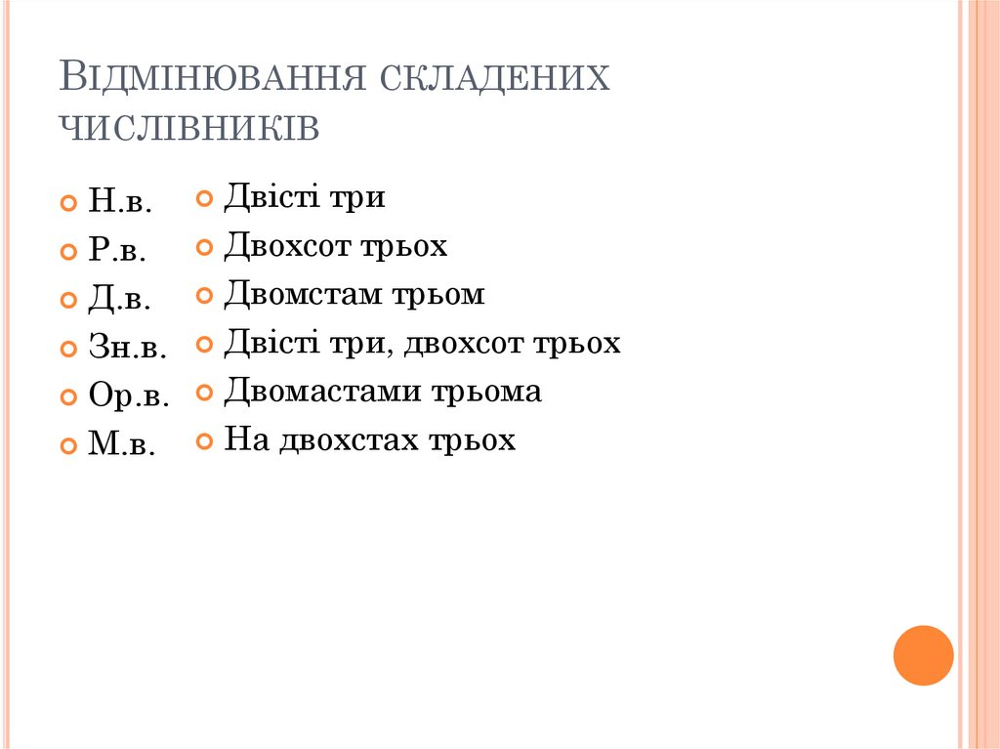 Відмінювання складених
числівників
Н.в. Двісті три
Р.в. Двохсот трьох
Д.в. Двомстам трьом
Зн.в. Двісті три, двохсот трьох
Ор.в. Двомастами трьома
М.в. На двохстах трьох